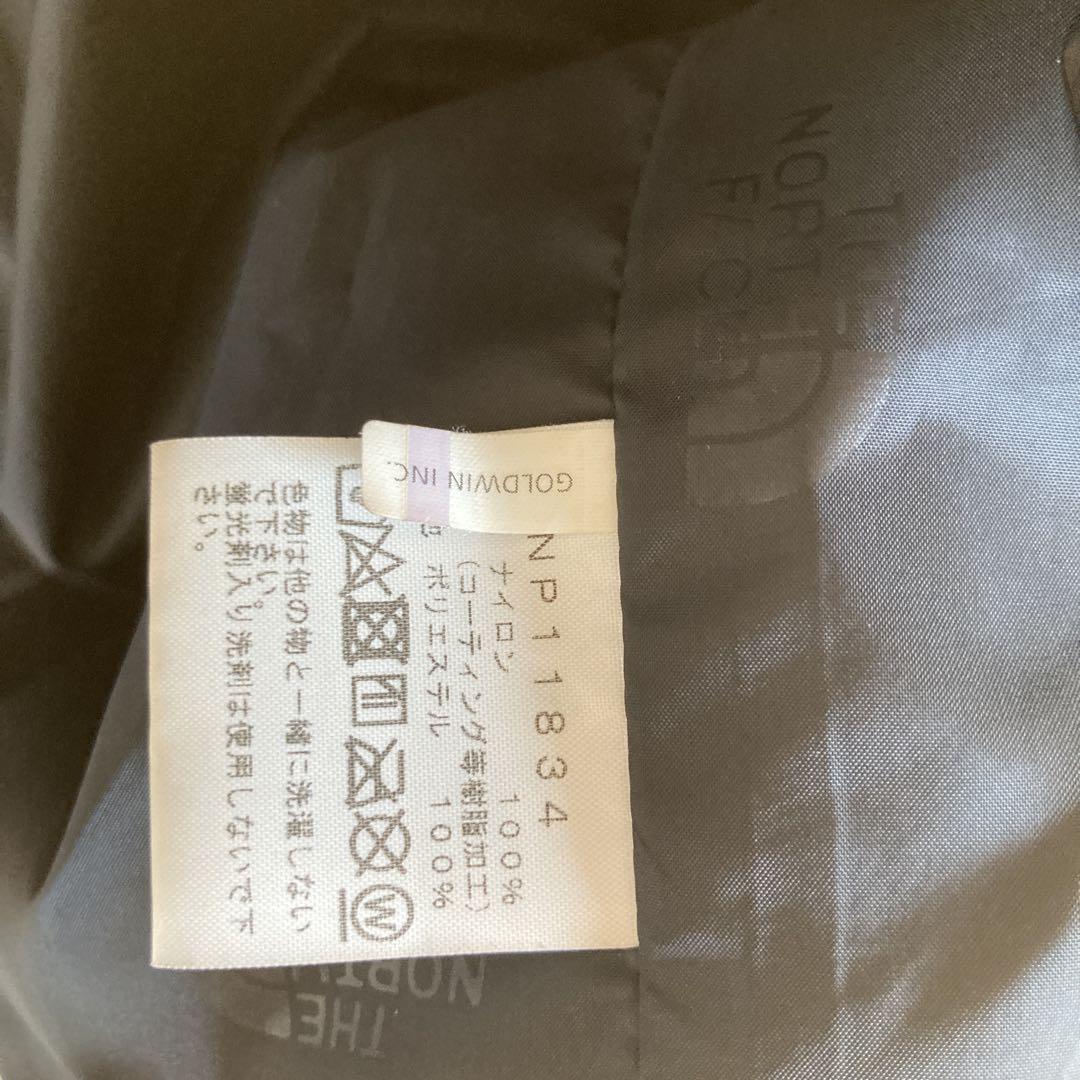 GOLDWIN INC.
NP11834
ナイロン 100%
(コーティング等樹脂加工)
ポリエステル 100%
W
色物は他の物と一緒に洗濯しない
で下さい。
蛍光剤入り洗剤は使用しないで下
さい。
THE
NORTH
THE
NORTH